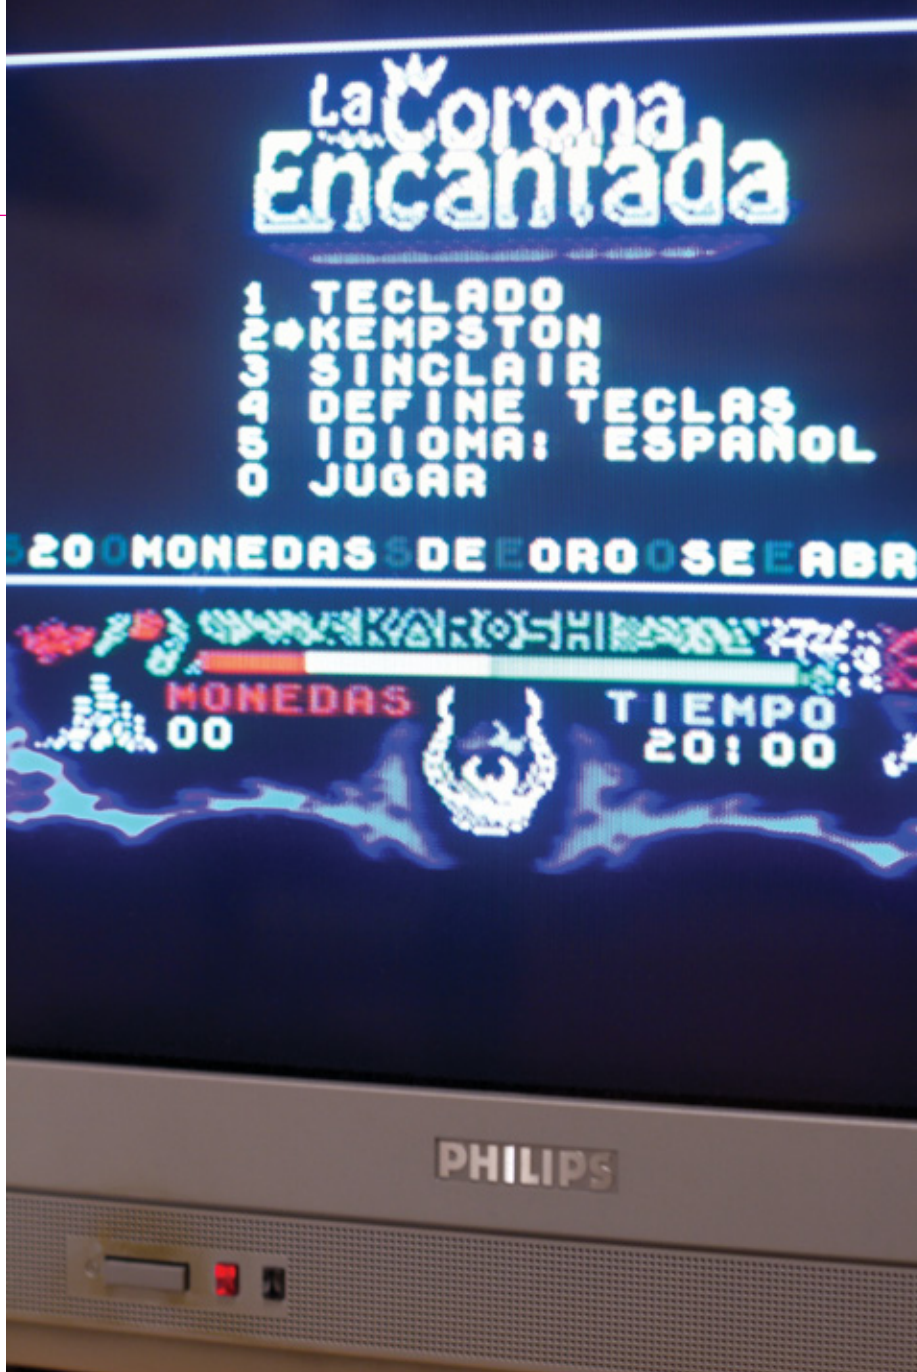 La Corona
Encantada
1 TECLADO
2 KEMPSTON
3 SINCLAIR
4 DEFINE TECLAS
5 IDIOMA: ESPAÑOL
0 JUGAR
20 MONEDAS DE ORO SE ABR
KAROSHI
MONEDAS TIEMPO
00 20:00
PHILIPS